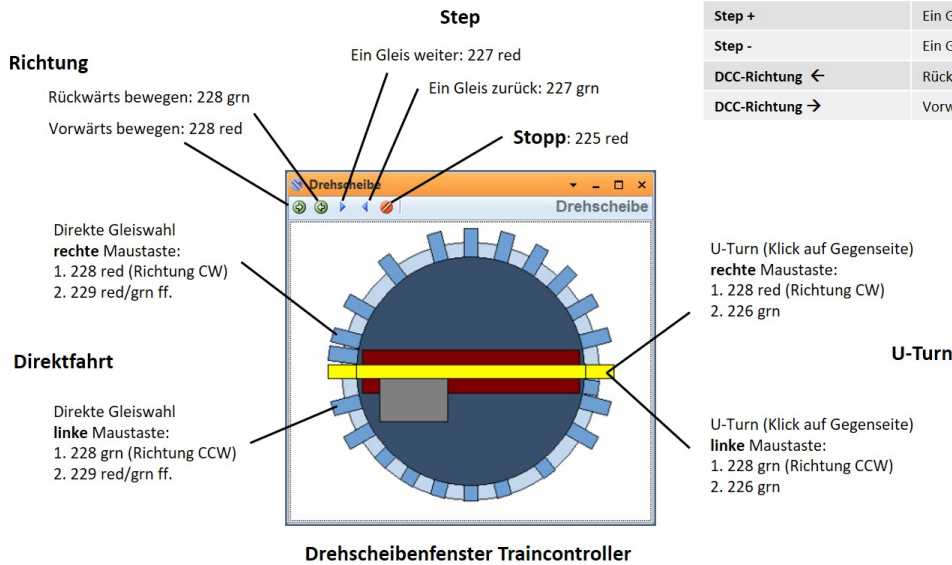 Step
Richtung
Ein Gleis weiter: 227 red
Rückwärts bewegen: 228 grn
Ein Gleis zurück: 227 grn
Vorwärts bewegen: 228 red
Stopp: 225 red
Step +
Ein
Step -
Ein
DCC-Richtung ←
DCC-Richtung →
Drehscheibe
Drehscheibe
Direkte Gleiswahl
rechte Maustaste:
1. 228 red (Richtung CW)
2. 229 red/grn ff.
Direktfahrt
Direkte Gleiswahl
linke Maustaste:
1. 228 grn (Richtung CCW)
2. 229 red/grn ff.
U-Turn (Klick auf Gegenseite)
rechte Maustaste:
1. 228 red (Richtung CW)
2. 226 grn
U-Turn
U-Turn (Klick auf Gegenseite)
linke Maustaste:
1. 228 grn (Richtung CCW)
2. 226 grn
Drehscheibenfenster Traincontroller